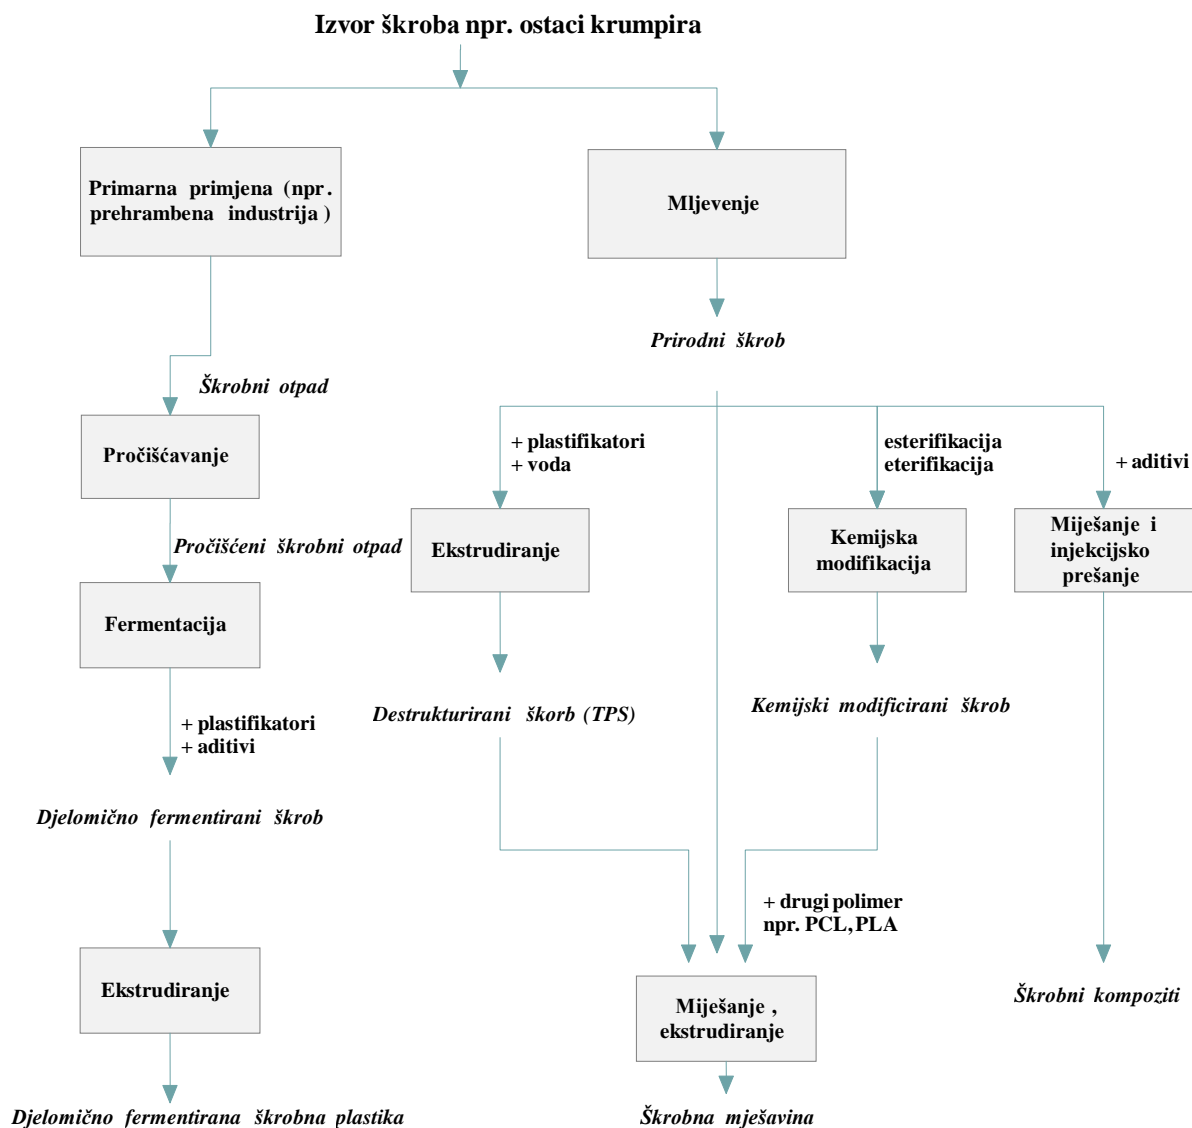 Izvor škroba npr. ostaci krumpira
Primarna primjena (npr.
prehrambena industrija )
Mljevenje
Prirodni škrob
Škrobni otpad
Pročišćavanje
+ plastifikatori
+ voda
esterifikacija
eterifikacija
+ aditivi
Pročišćeni škrobni otpad
Ekstrudiranje
Kemijska
modifikacija
Miješanje i
injekcijsko
prešanje
Fermentacija
+ plastifikatori
+ aditivi
Destrukturirani škorb (TPS)
Kemijski modificirani škrob
Djelomično fermentirani škrob
+ drugi polimer
npr. PCL, PLA
Ekstrudiranje
Miješanje ,
ekstrudiranje
Škrobni kompoziti
Djelomično fermentirana škrobna plastika
Škrobna mješavina